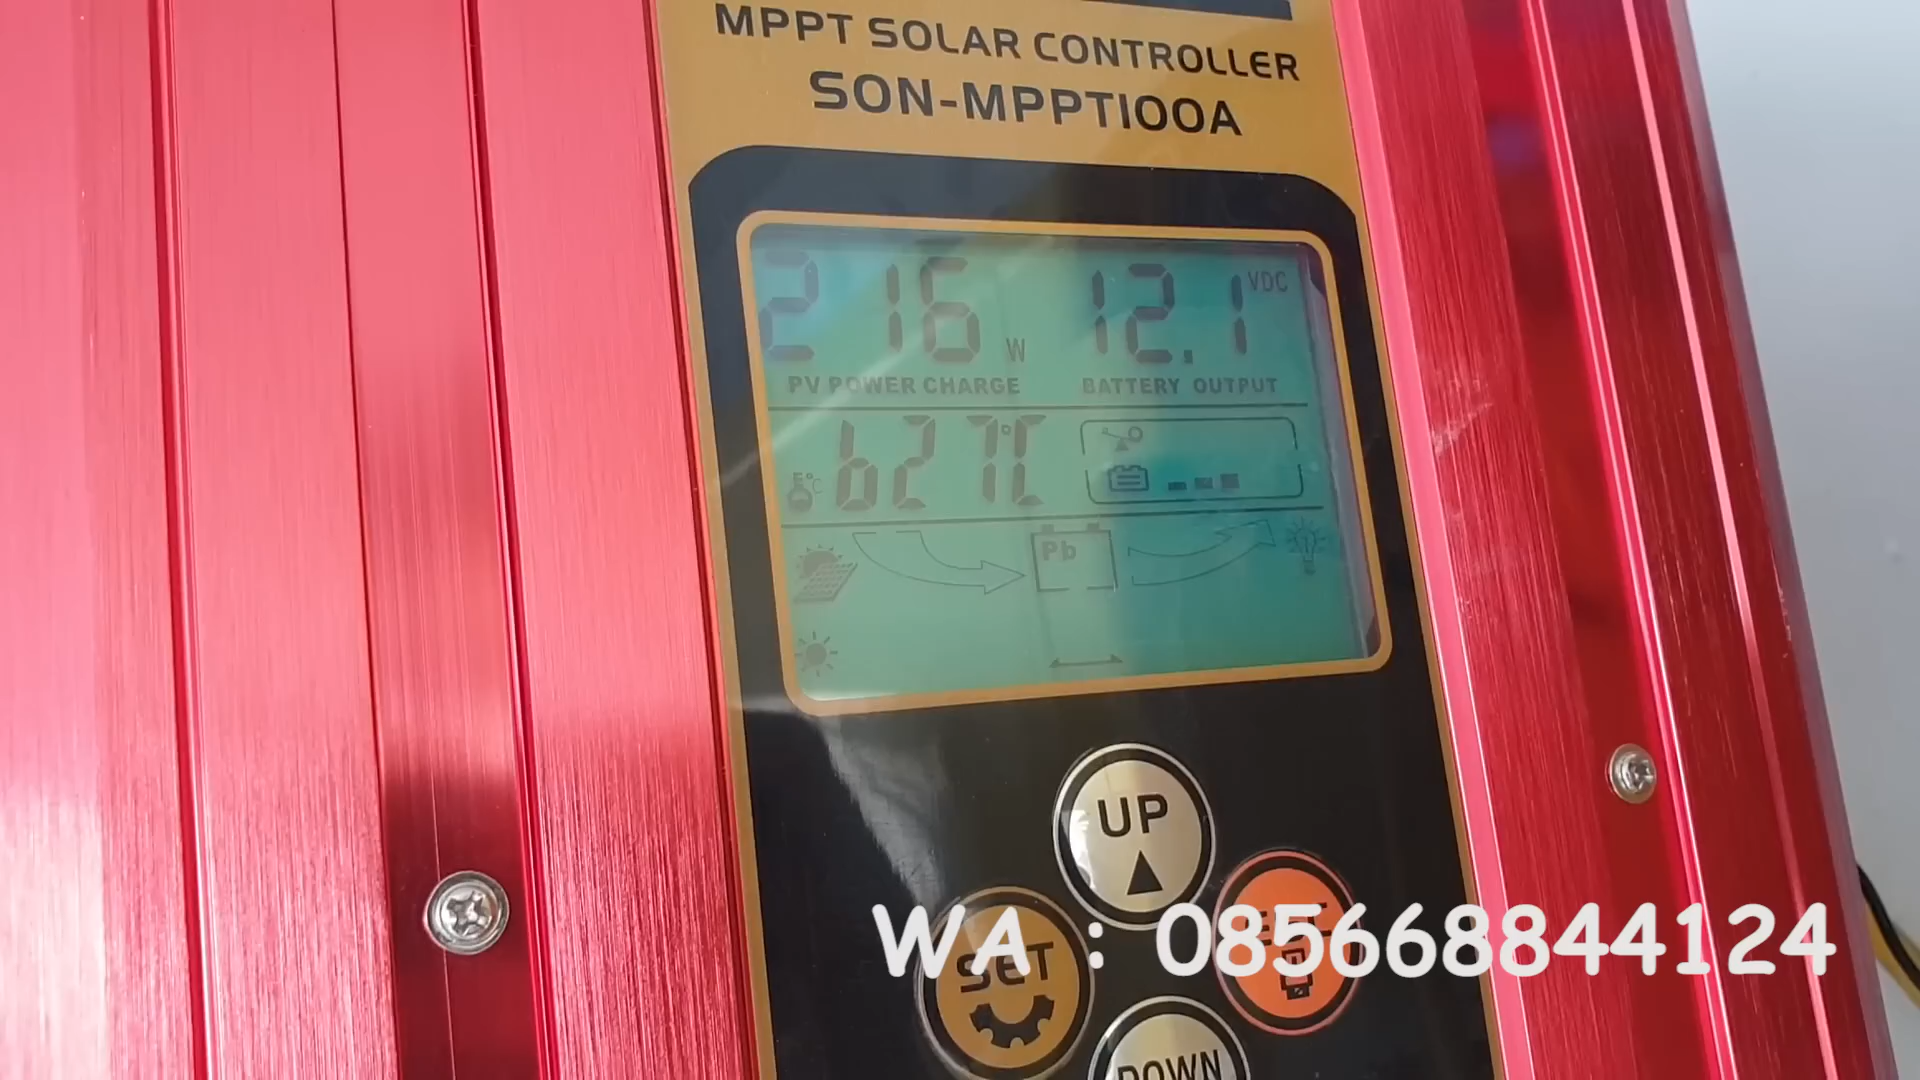 MPPT SOLAR CONTROLLER
SON-MPPT100A
216 W 12.1 VDC
PV POWER CHARGE BATTERY OUTPUT
b27°C
Pb
UP
SET
DOWN
WA : 085668844124